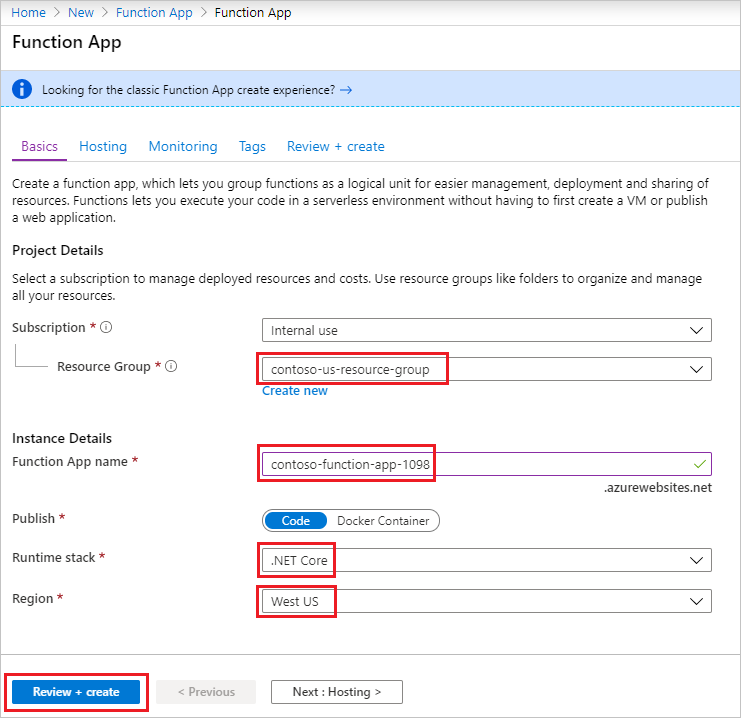 Home > New > Function App > Function App
Function App
Looking for the classic Function App create experience? →
Basics Hosting Monitoring Tags Review + create
Create a function app, which lets you group functions as a logical unit for easier management, deployment and sharing of
resources. Functions lets you execute your code in a serverless environment without having to first create a VM or publish
a web application.
Project Details
Select a subscription to manage deployed resources and costs. Use resource groups like folders to organize and manage
all your resources.
Subscription * Internal use
Resource Group * contoso-us-resource-group
Create new
Instance Details
Function App name * contoso-function-app-1098
.azurewebsites.net
Publish * Code Docker Container
Runtime stack * .NET Core
Region * West US
Review + create < Previous Next : Hosting >